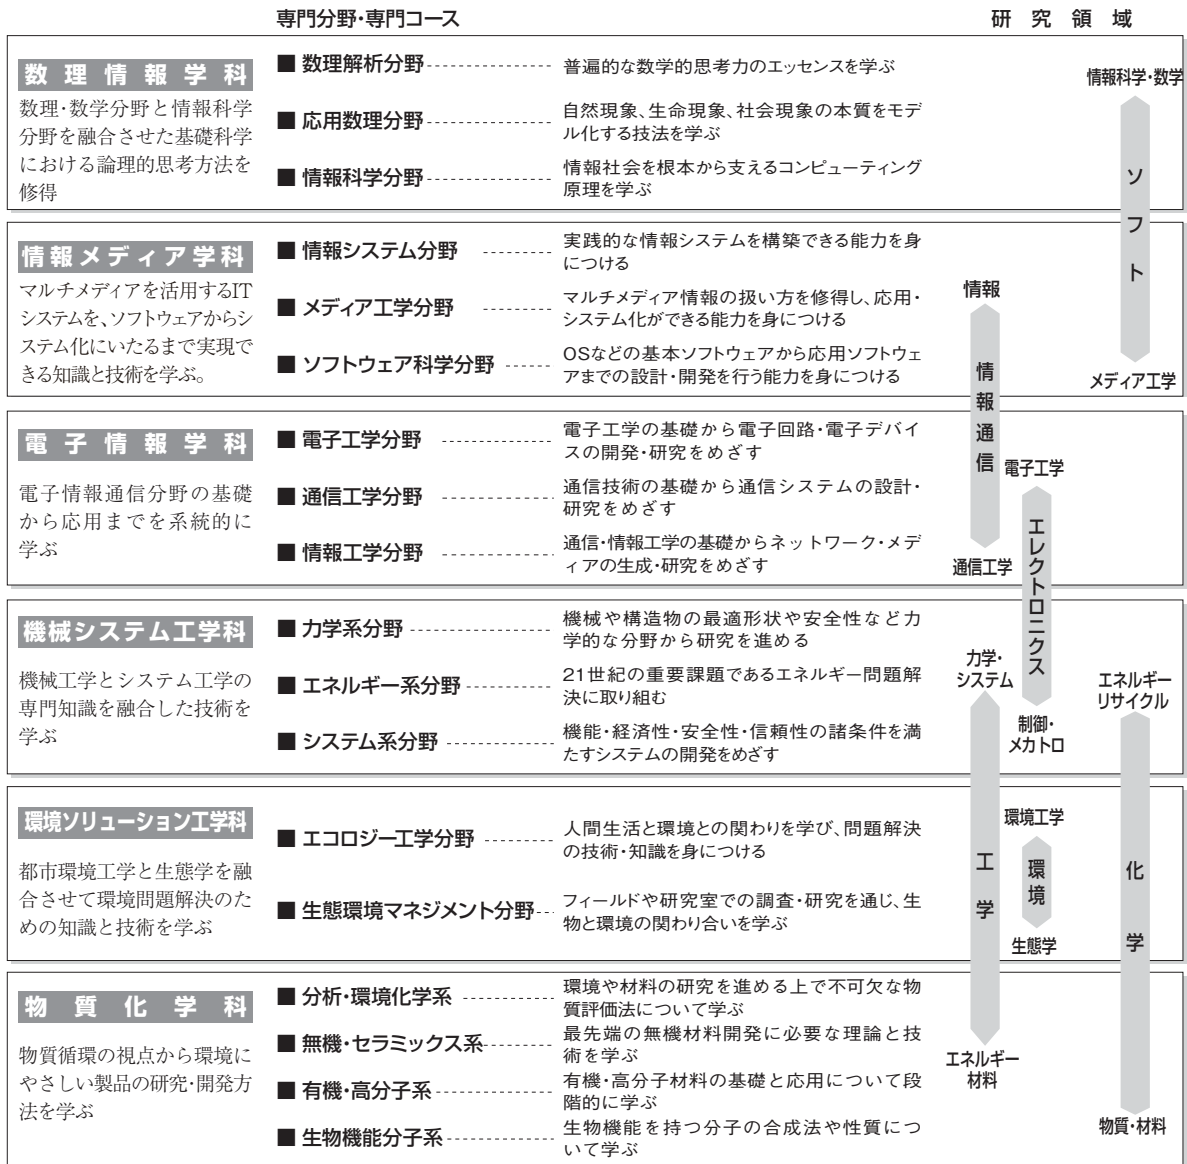 専門分野・専門コース
研究領域
数理情報学科
数理・数学分野と情報科学
分野を融合させた基礎科学
における論理的思考方法を
修得
■ 数理解析分野
普遍的な数学的思考力のエッセンスを学ぶ
■ 応用数理分野
自然現象、生命現象、社会現象の本質をモデ
ル化する技法を学ぶ
■ 情報科学分野
情報社会を根本から支えるコンピューティング
原理を学ぶ
情報科学・数学
ソフト
メディア工学
情報メディア学科
マルチメディアを活用するIT
システムを、ソフトウェアからシ
ステム化にいたるまで実現で
きる知識と技術を学ぶ。
■ 情報システム分野
実践的な情報システムを構築できる能力を身
につける
■ メディア工学分野
マルチメディア情報の扱い方を修得し、応用・
システム化ができる能力を身につける
■ ソフトウェア科学分野
OSなどの基本ソフトウェアから応用ソフトウェ
アまでの設計・開発を行う能力を身につける
情報
情報通信
通信工学
電子情報学科
電子情報通信分野の基礎
から応用までを系統的に
学ぶ
■ 電子工学分野
電子工学の基礎から電子回路・電子デバイ
スの開発・研究をめざす
■ 通信工学分野
通信技術の基礎から通信システムの設計・
研究をめざす
■ 情報工学分野
通信・情報工学の基礎からネットワーク・メデ
ィアの生成・研究をめざす
電子工学
エレクトロニクス
制御・
メカトロ
機械システム工学科
機械工学とシステム工学の
専門知識を融合した技術を
学ぶ
■ 力学系分野
機械や構造物の最適形状や安全性など力
学的な分野から研究を進める
■ エネルギー系分野
21世紀の重要課題であるエネルギー問題解
決に取り組む
■ システム系分野
機能・経済性・安全性・信頼性の諸条件を満
たすシステムの開発をめざす
力学・
システム
工学
エネルギー
材料
エネルギー
リサイクル
化学
物質・材料
環境ソリューション工学科
都市環境工学と生態学を融
合させて環境問題解決のた
めの知識と技術を学ぶ
■ エコロジー工学分野
人間生活と環境との関わりを学び、問題解決
の技術・知識を身につける
■ 生態環境マネジメント分野
フィールドや研究室での調査・研究を通じ、生
物と環境の関わり合いを学ぶ
環境工学
環境
生態学
物質化学科
物質循環の視点から環境に
やさしい製品の研究・開発方
法を学ぶ
■ 分析・環境化学系
環境や材料の研究を進める上で不可欠な物
質評価法について学ぶ
■ 無機・セラミックス系
最先端の無機材料開発に必要な理論と技
術を学ぶ
■ 有機・高分子系
有機・高分子材料の基礎と応用について段
階的に学ぶ
■ 生物機能分子系
生物機能を持つ分子の合成法や性質につ
いて学ぶ